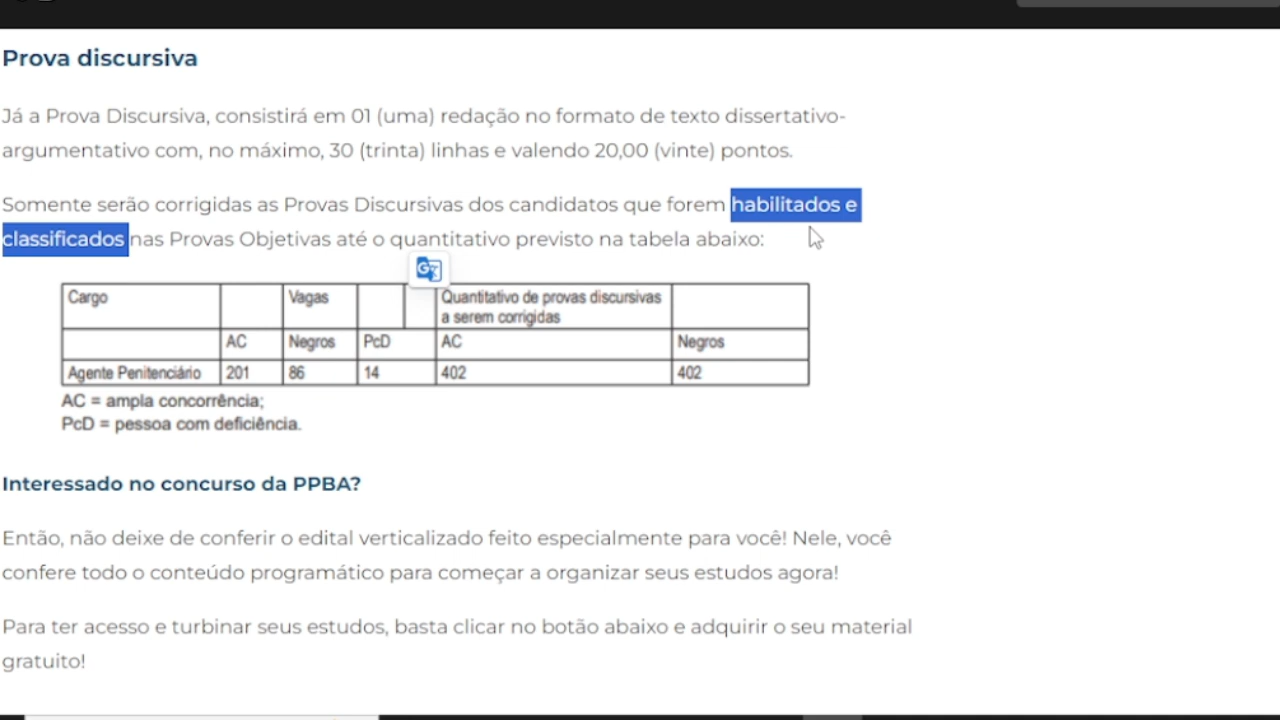 Prova discursiva
Já a Prova Discursiva, consistirá em 01 (uma) redação no formato de texto dissertativo-
argumentativo com, no máximo, 30 (trinta) linhas e valendo 20,00 (vinte) pontos.
Somente serão corrigidas as Provas Discursivas dos candidatos que forem habilitados e
classificados nas Provas Objetivas até o quantitativo previsto na tabela abaixo:
Cargo Vagas Quantitativo de provas discursivas
a serem corrigidas
AC Negros PcD AC Negros
Agente Penitenciário 201 86 14 402 402
AC = ampla concorrência;
PcD = pessoa com deficiência.
Interessado no concurso da PPBA?
Então, não deixe de conferir o edital verticalizado feito especialmente para você! Nele, você
confere todo o conteúdo programático para começar a organizar seus estudos agora!
Para ter acesso e turbinar seus estudos, basta clicar no botão abaixo e adquirir o seu material
gratuito!